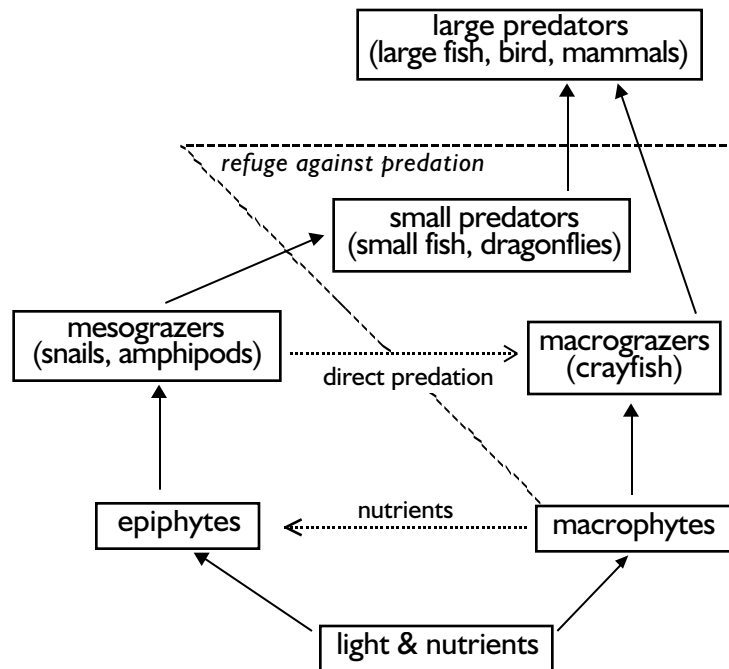 large predators
(large fish, bird, mammals)
refuge against predation
small predators
(small fish, dragonflies)
mesograzers
(snails, amphipods)
direct predation
macrograzers
(crayfish)
epiphytes
nutrients
macrophytes
light & nutrients